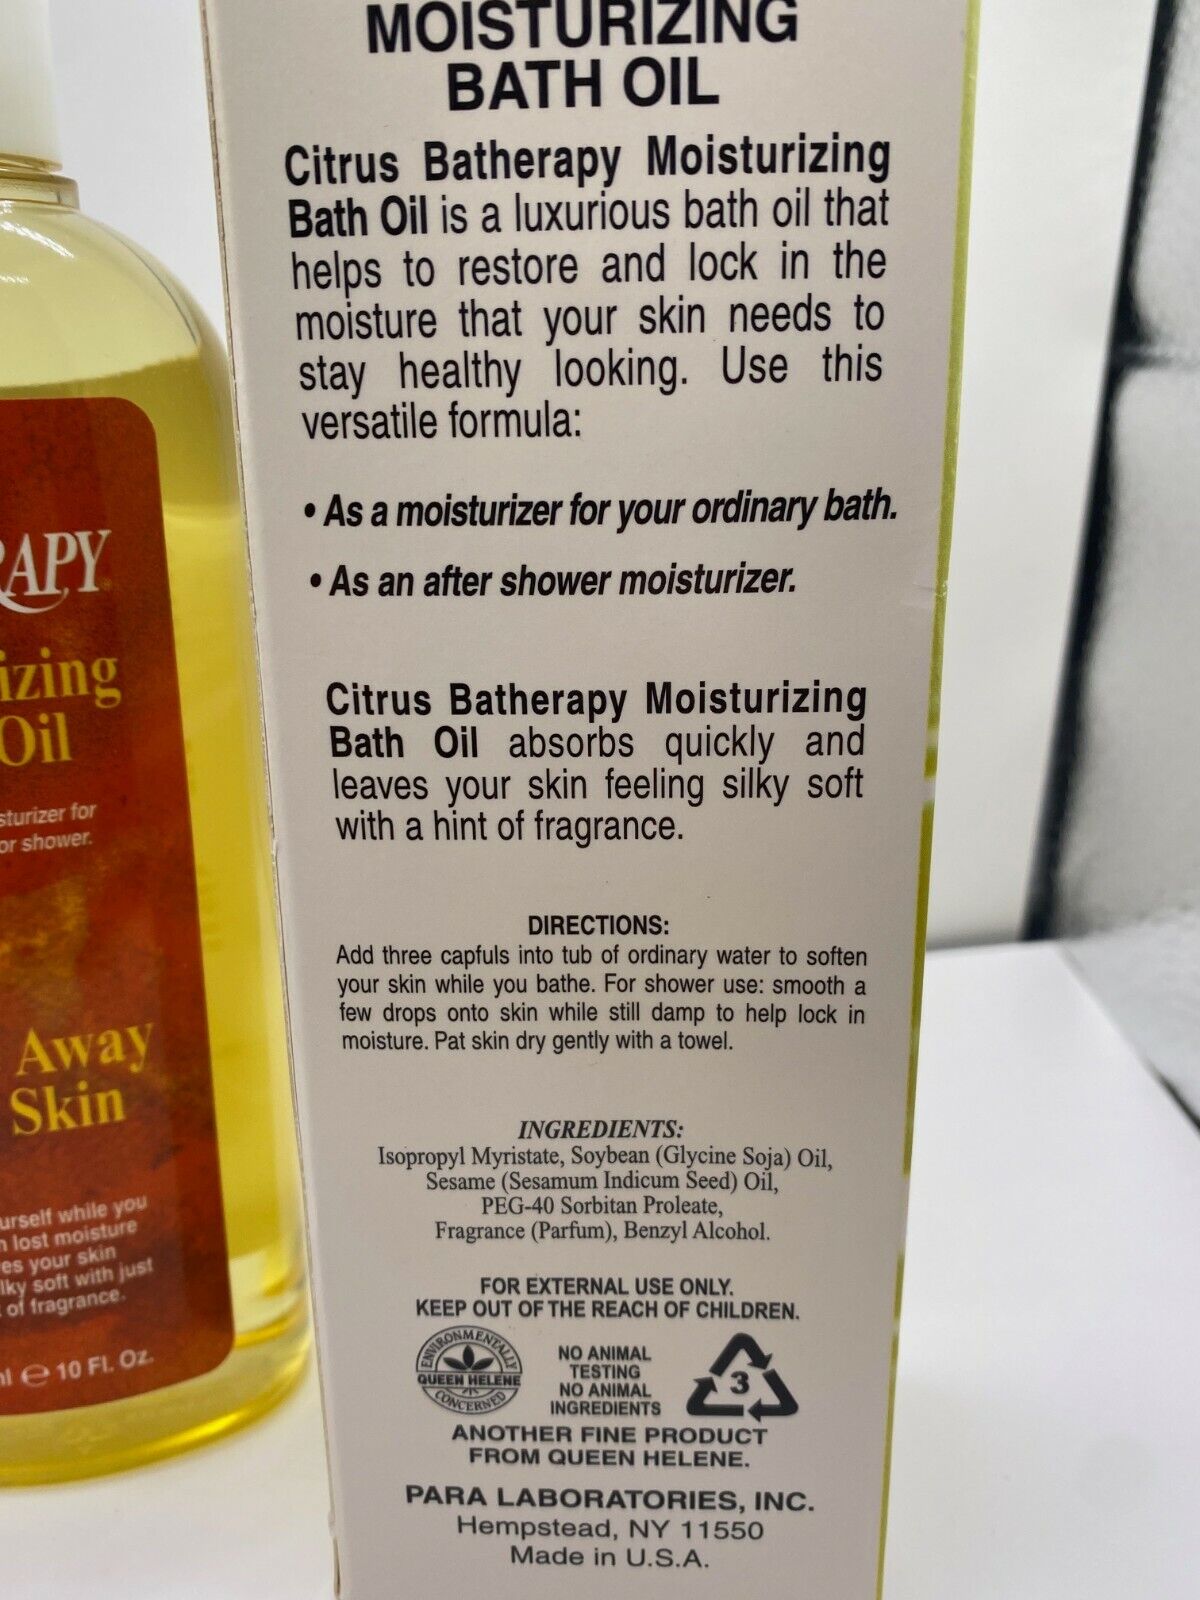 MOISTURIZING
BATH OIL
Citrus Batherapy Moisturizing
Bath Oil is a luxurious bath oil that
helps to restore and lock in the
moisture that your skin needs to
stay healthy looking. Use this
versatile formula:
• As a moisturizer for your ordinary bath.
• As an after shower moisturizer.
Citrus Batherapy Moisturizing
Bath Oil absorbs quickly and
leaves your skin feeling silky soft
with a hint of fragrance.
DIRECTIONS:
Add three capfuls into tub of ordinary water to soften
your skin while you bathe. For shower use: smooth a
few drops onto skin while still damp to help lock in
moisture. Pat skin dry gently with a towel.
INGREDIENTS:
Isopropyl Myristate, Soybean (Glycine Soja) Oil,
Sesame (Sesamum Indicum Seed) Oil,
PEG-40 Sorbitan Proleate,
Fragrance (Parfum), Benzyl Alcohol.
FOR EXTERNAL USE ONLY.
KEEP OUT OF THE REACH OF CHILDREN.
ENVIRONMENTALLY
QUEEN HELENE
CONCERNED
NO ANIMAL
TESTING
NO ANIMAL
INGREDIENTS
3
ANOTHER FINE PRODUCT
FROM QUEEN HELENE.
PARA LABORATORIES, INC.
Hempstead, NY 11550
Made in U.S.A.
RAPY
izing
Oil
sturizer for
or shower.
Away
Skin
urself while you
n lost moisture
es your skin
lky soft with just
of fragrance.
ml e 10 Fl. Oz.